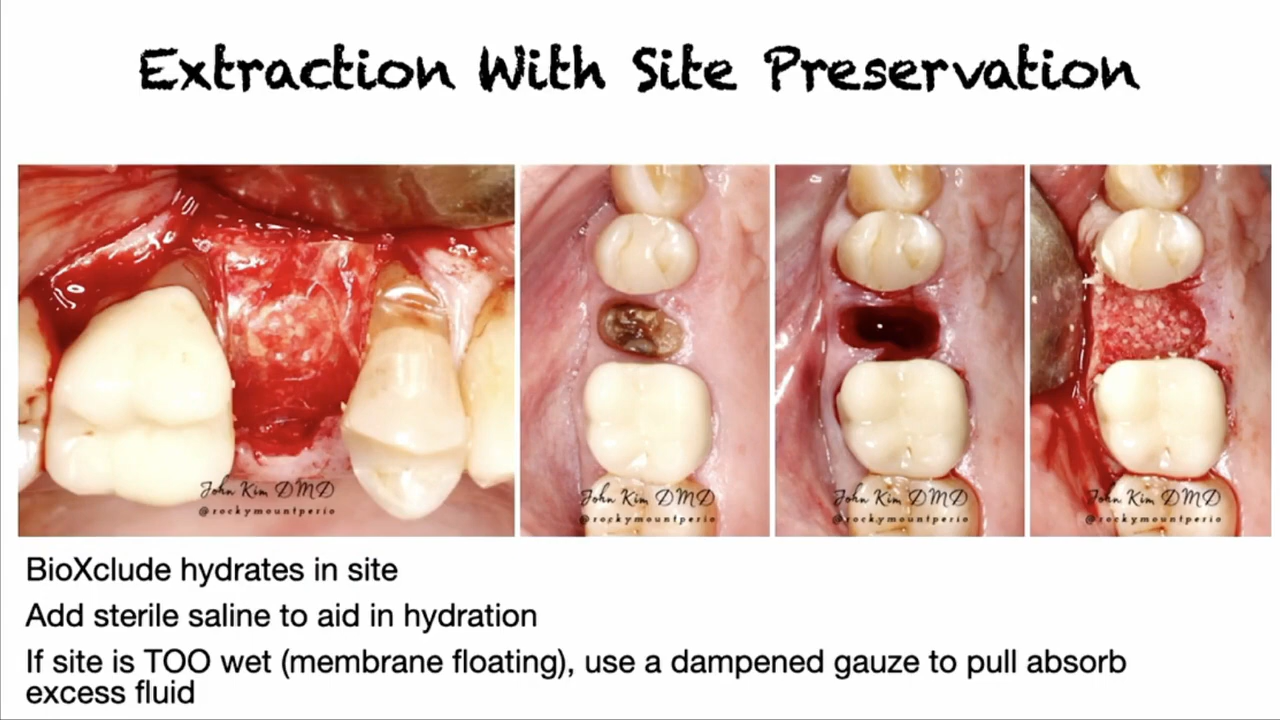 Extraction With Site Preservation
John Kim DMD
@rockymountperio
John Kim DMD
@rockymountperio
John Kim DMD
@rockymountperio
John Kim DMD
@rockymountperio
BioXclude hydrates in site
Add sterile saline to aid in hydration
If site is TOO wet (membrane floating), use a dampened gauze to pull absorb
excess fluid